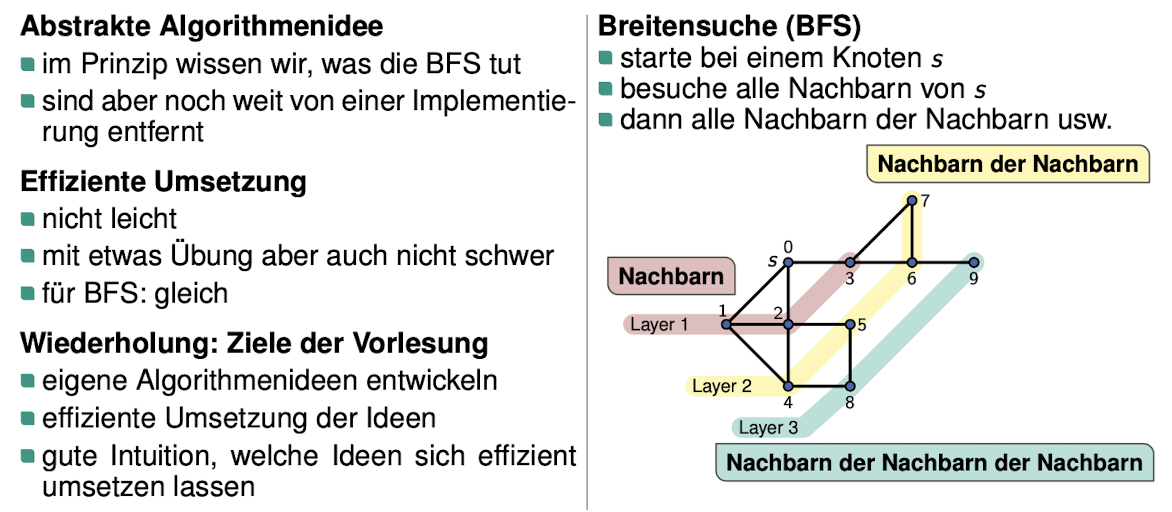 Abstrakte Algorithmenidee
im Prinzip wissen wir, was die BFS tut
sind aber noch weit von einer Implementie-
rung entfernt
Effiziente Umsetzung
nicht leicht
mit etwas Übung aber auch nicht schwer
für BFS: gleich
Wiederholung: Ziele der Vorlesung
eigene Algorithmenideen entwickeln
effiziente Umsetzung der Ideen
gute Intuition, welche Ideen sich effizient
umsetzen lassen
Breitensuche (BFS)
starte bei einem Knoten s
besuche alle Nachbarn von s
dann alle Nachbarn der Nachbarn usw.
Nachbarn der Nachbarn
7
0
s
Nachbarn
3
6
9
1
2
Layer 1
5
Layer 2
4
8
Layer 3
Nachbarn der Nachbarn der Nachbarn